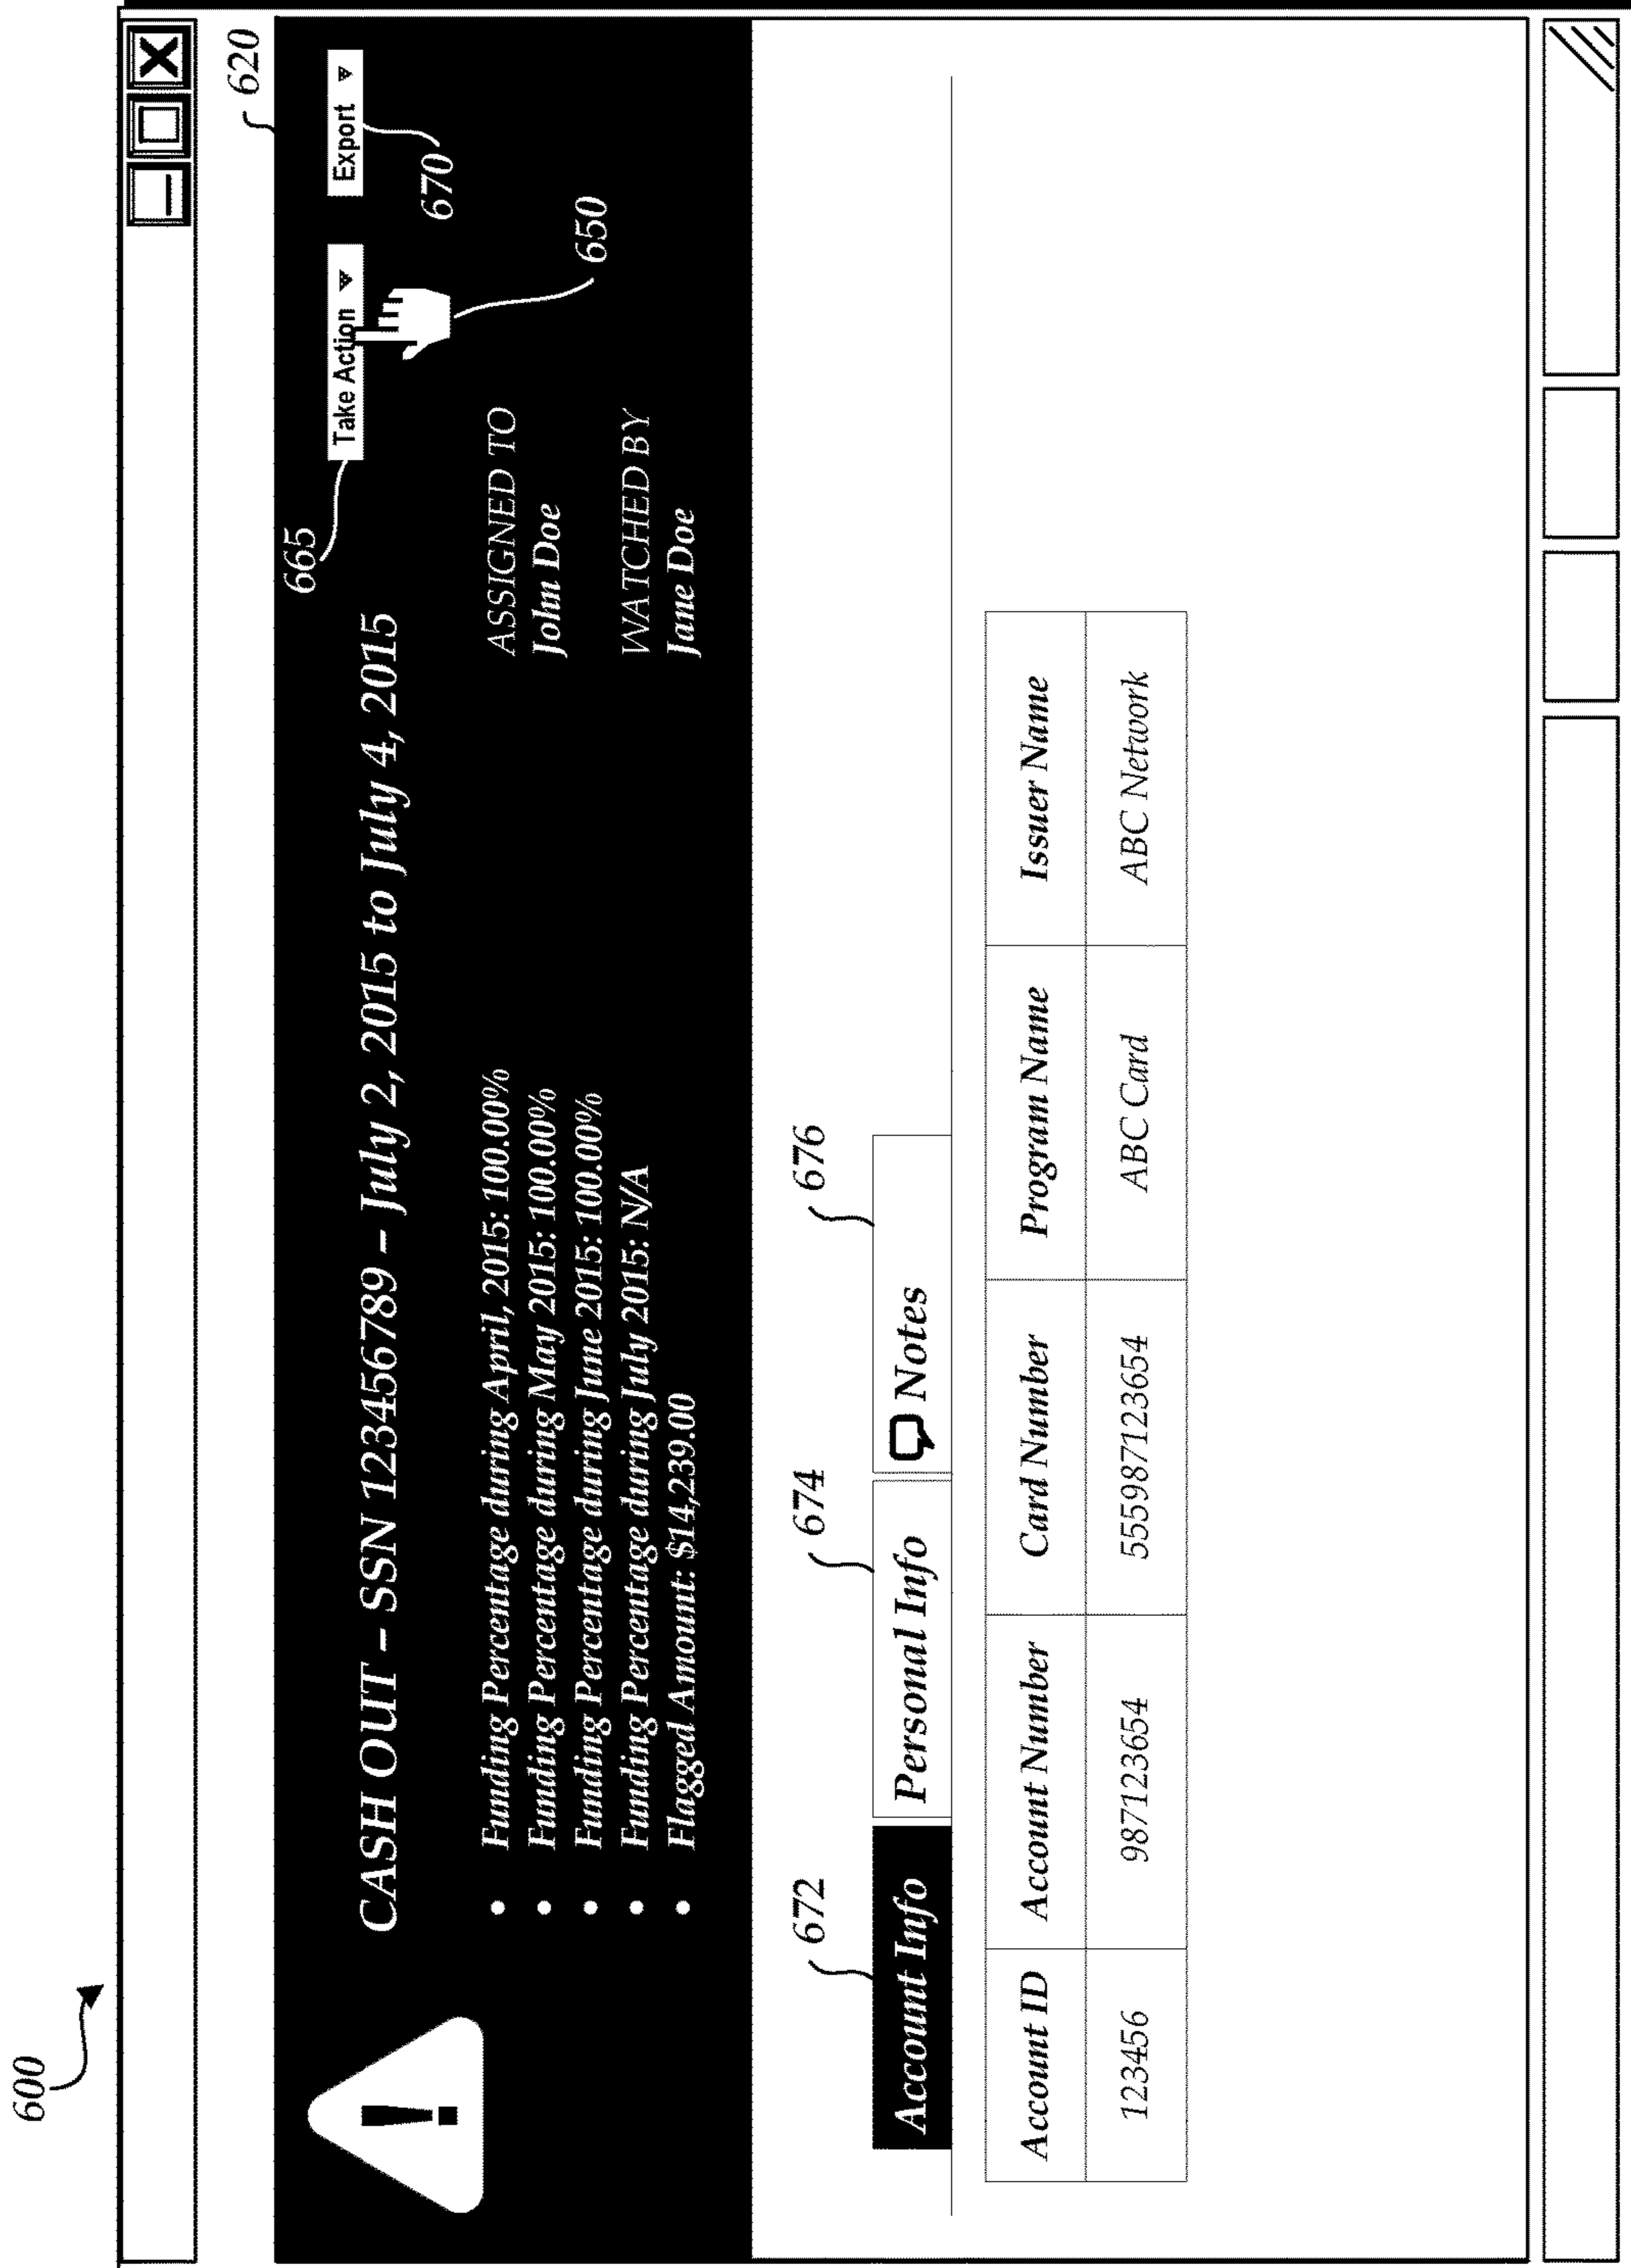 600
620
665
Take Action
Export
670
650
CASH OUT – SSN 123456789 – July 2, 2015 to July 4, 2015
• Funding Percentage during April, 2015: 100.00%
• Funding Percentage during May 2015: 100.00%
• Funding Percentage during June 2015: 100.00%
• Funding Percentage during July 2015: N/A
• Flagged Amount: $14,239.00
ASSIGNED TO
John Doe
WATCHED BY
Jane Doe
672
674
676
Account Info
Personal Info
Notes
Account ID Account Number Card Number Program Name Issuer Name
123456 987123654 555987123654 ABC Card ABC Network